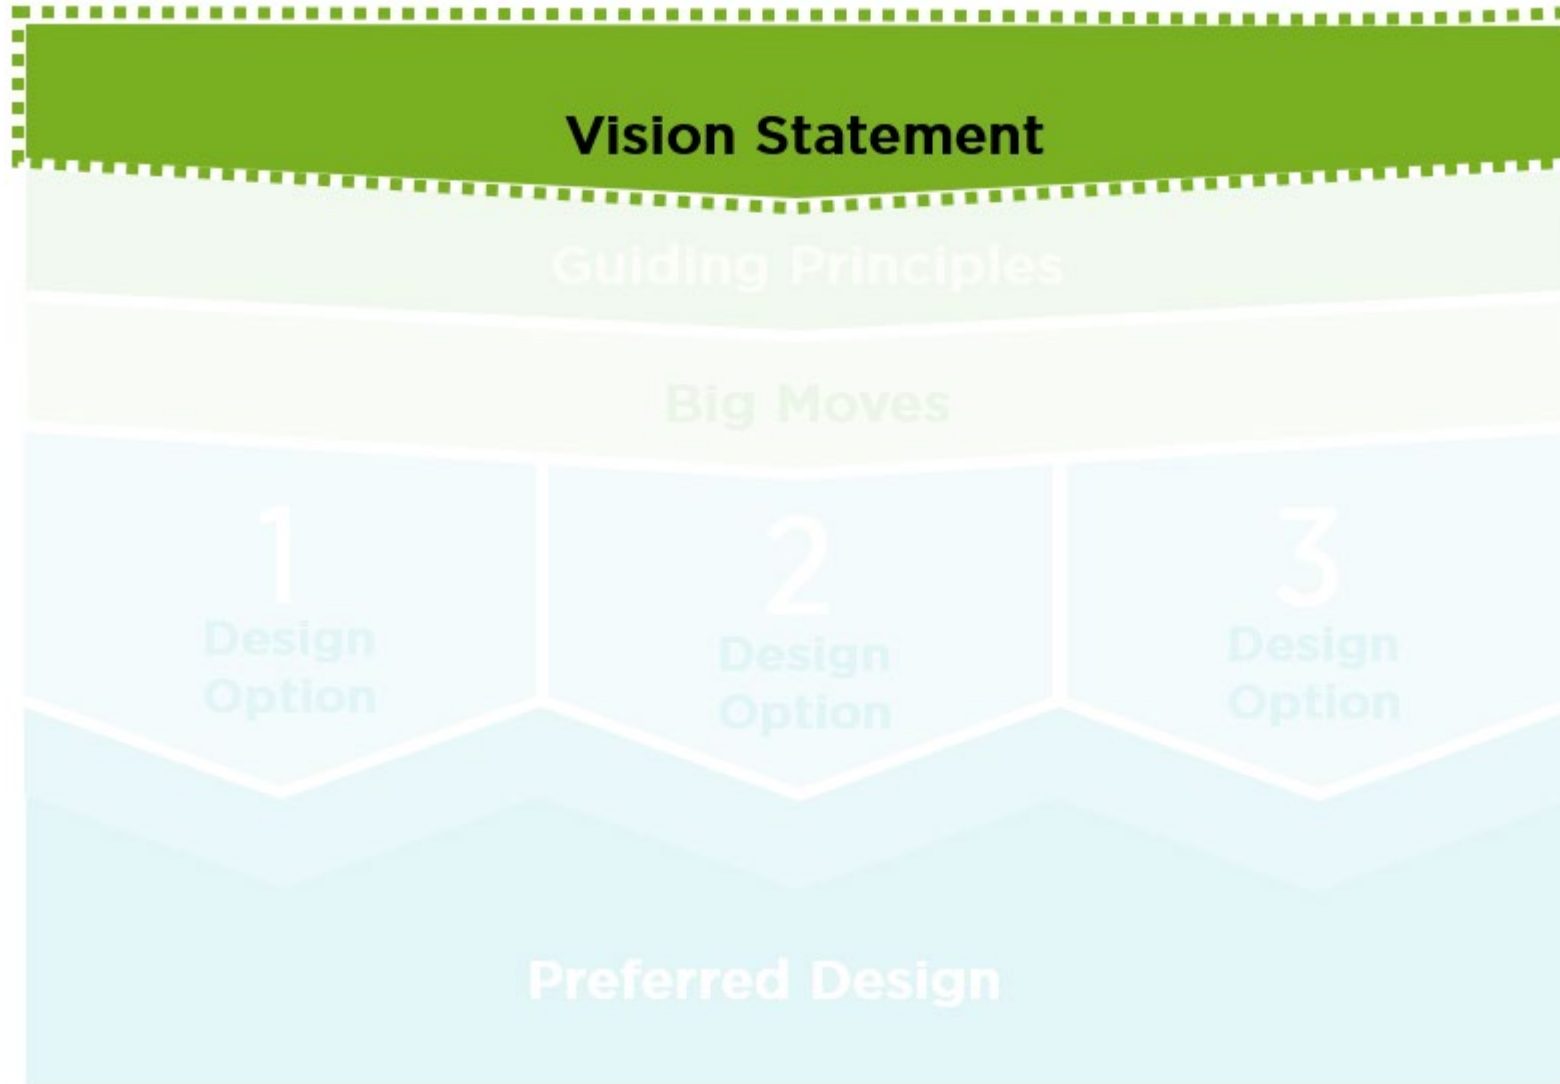 Vision Statement
Guiding Principles
Big Moves
1
Design
Option
2
Design
Option
3
Design
Option
Preferred Design